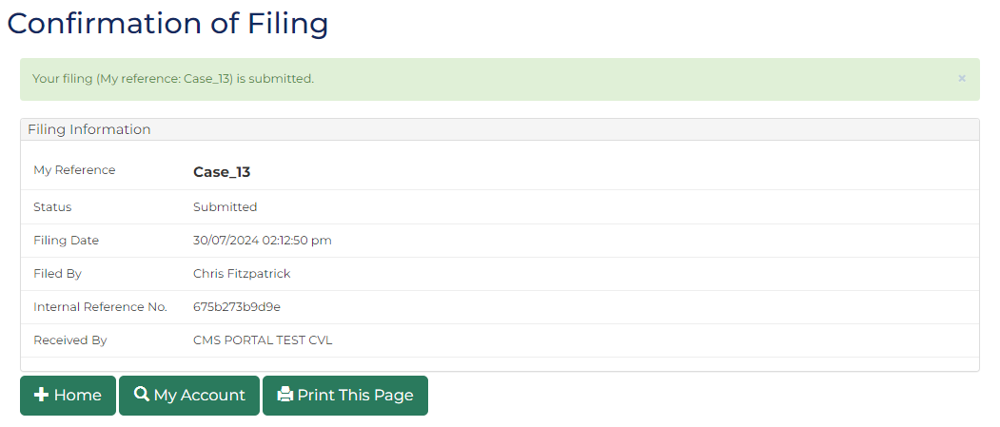 Confirmation of Filing
Your filing (My reference: Case_13) is submitted.
×
Filing Information
My Reference Case_13
Status Submitted
Filing Date 30/07/2024 02:12:50 pm
Filed By Chris Fitzpatrick
Internal Reference No. 675b273b9d9e
Received By CMS PORTAL TEST CVL
Home My Account Print This Page